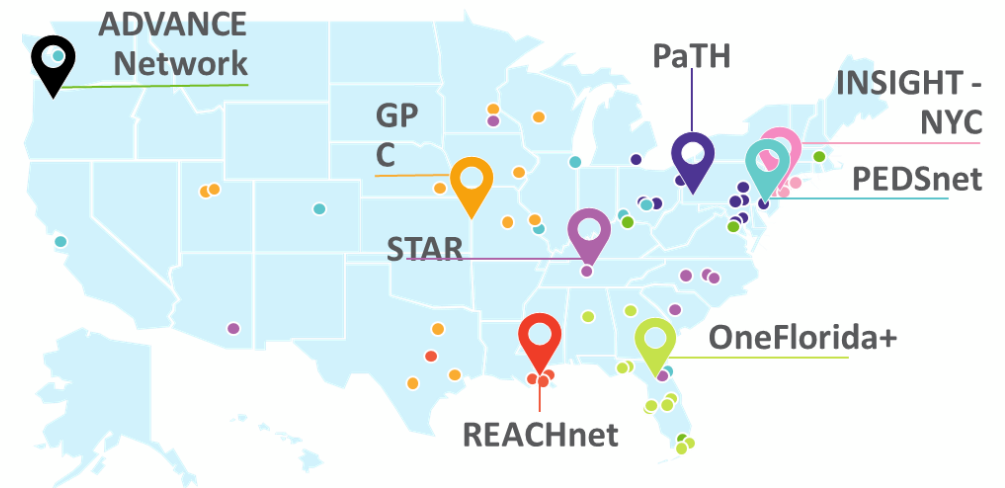 ADVANCE
Network
PaTH
INSIGHT -
NYC
GP
C
PEDSnet
STAR
OneFlorida+
REACHnet